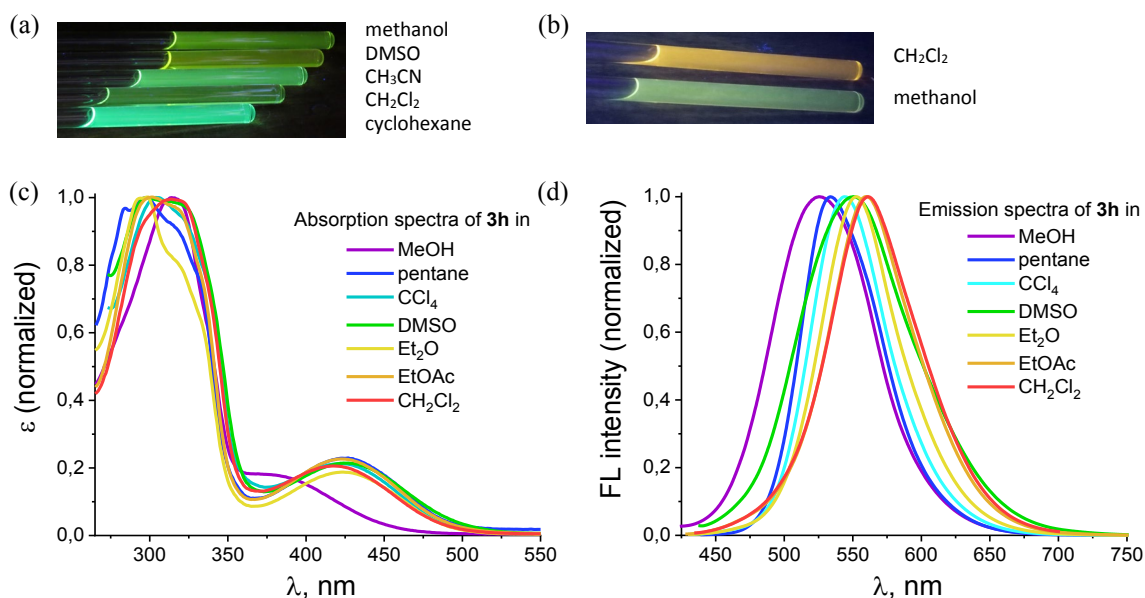 (a)
methanol
DMSO
CH₃CN
CH₂Cl₂
cyclohexane
(b)
CH₂Cl₂
methanol
(c)
Absorption spectra of 3h in
MeOH
pentane
CCl₄
DMSO
Et₂O
EtOAc
CH₂Cl₂
ε (normalized)
1,0
0,8
0,6
0,4
0,2
0,0
300 350 400 450 500 550
λ, nm
(d)
Emission spectra of 3h in
MeOH
pentane
CCl₄
DMSO
Et₂O
EtOAc
CH₂Cl₂
FL intensity (normalized)
1,0
0,8
0,6
0,4
0,2
0,0
450 500 550 600 650 700 750
λ, nm